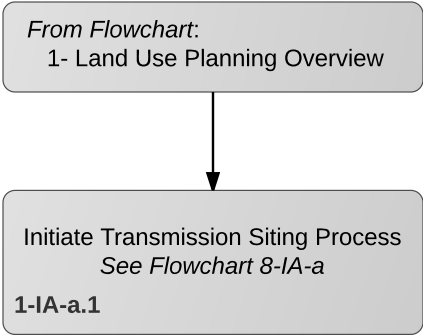 From Flowchart:
1- Land Use Planning Overview
Initiate Transmission Siting Process
See Flowchart 8-IA-a
1-IA-a.1